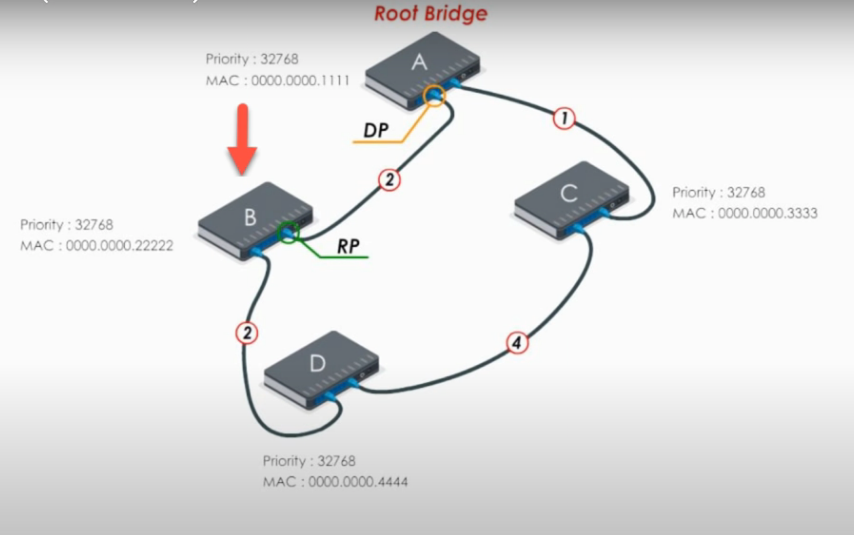 Root Bridge
Priority : 32768
MAC : 0000.0000.1111
A
DP
1
2
C
Priority : 32768
MAC : 0000.0000.3333
B
Priority : 32768
MAC : 0000.0000.22222
RP
2
4
D
Priority : 32768
MAC : 0000.0000.4444